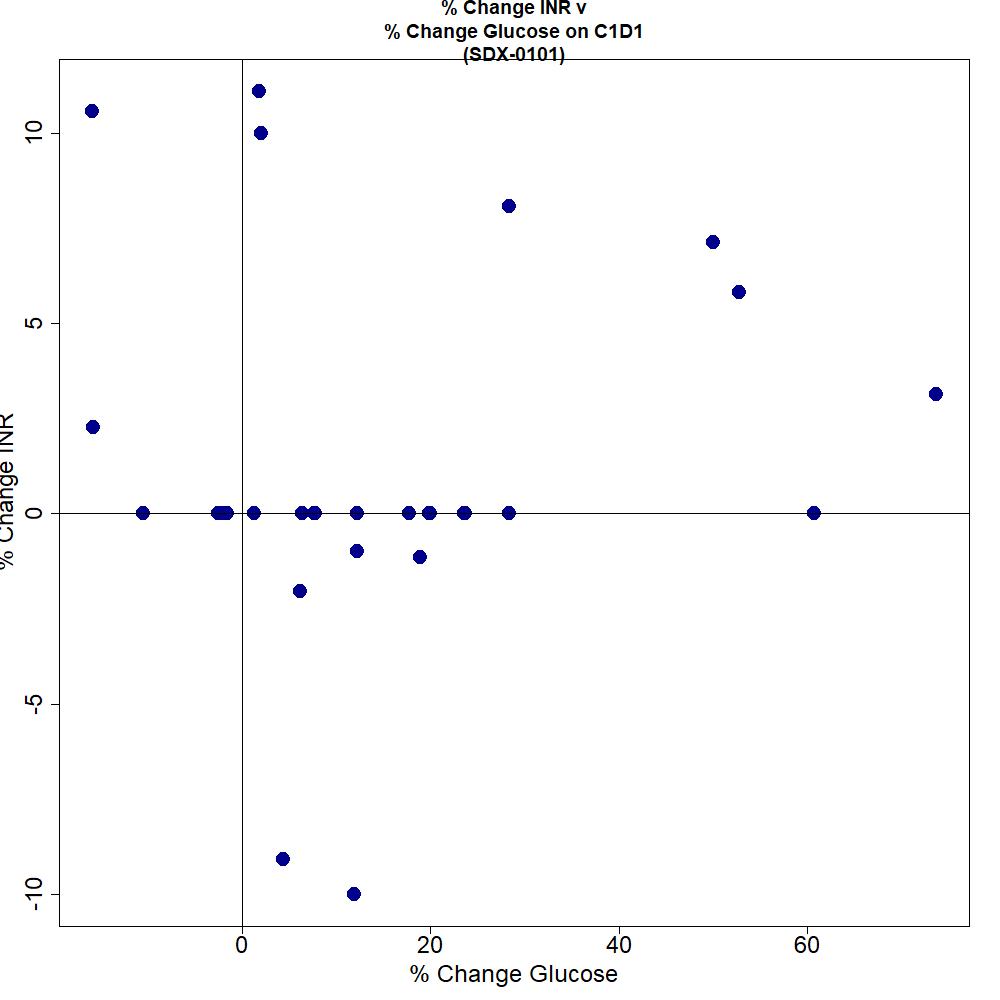 % Change INR v
% Change Glucose on C1D1
(SDX-0101)
10
5
0
-5
-10
% Change INR
0
20
40
60
% Change Glucose